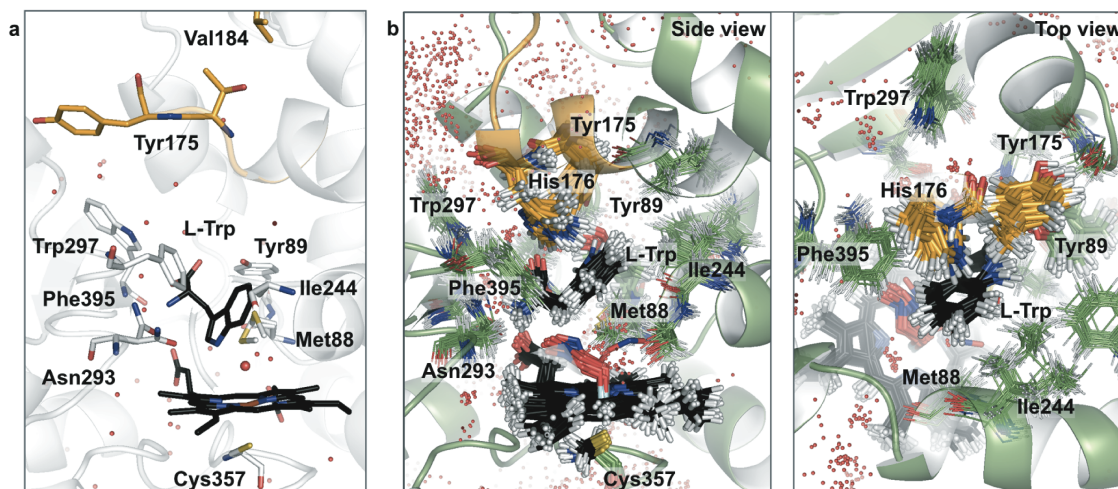 a
Val184
Tyr175
L-Trp
Trp297
Tyr89
Phe395
Ile244
Met88
Asn293
Cys357
b
Side view
Tyr175
His176
Trp297
Tyr89
L-Trp
Phe395
Ile244
Met88
Asn293
Cys357
Top view
Trp297
Tyr175
His176
Phe395
Tyr89
L-Trp
Met88
Ile244